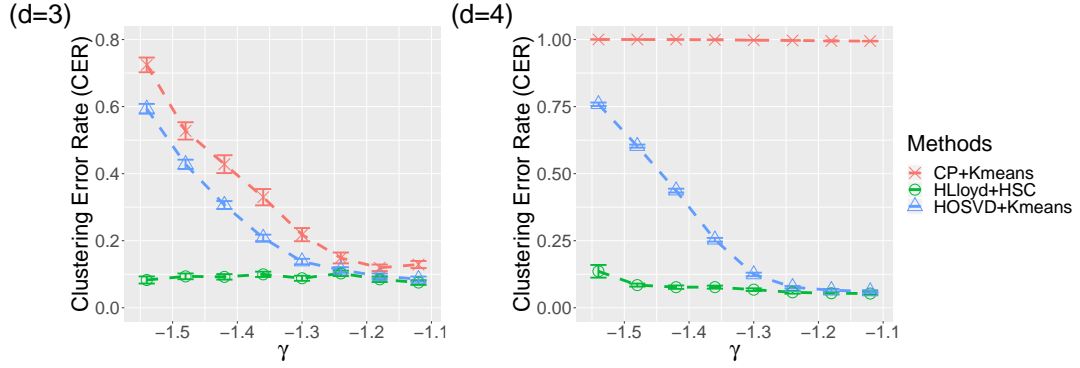 (d=3)
Clustering Error Rate (CER)
0.8
0.6
0.4
0.2
0.0
−1.5
−1.4
−1.3
−1.2
−1.1
γ
(d=4)
Clustering Error Rate (CER)
1.00
0.75
0.50
0.25
0.00
−1.5
−1.4
−1.3
−1.2
−1.1
γ
Methods
CP+Kmeans
HLloyd+HSC
HOSVD+Kmeans